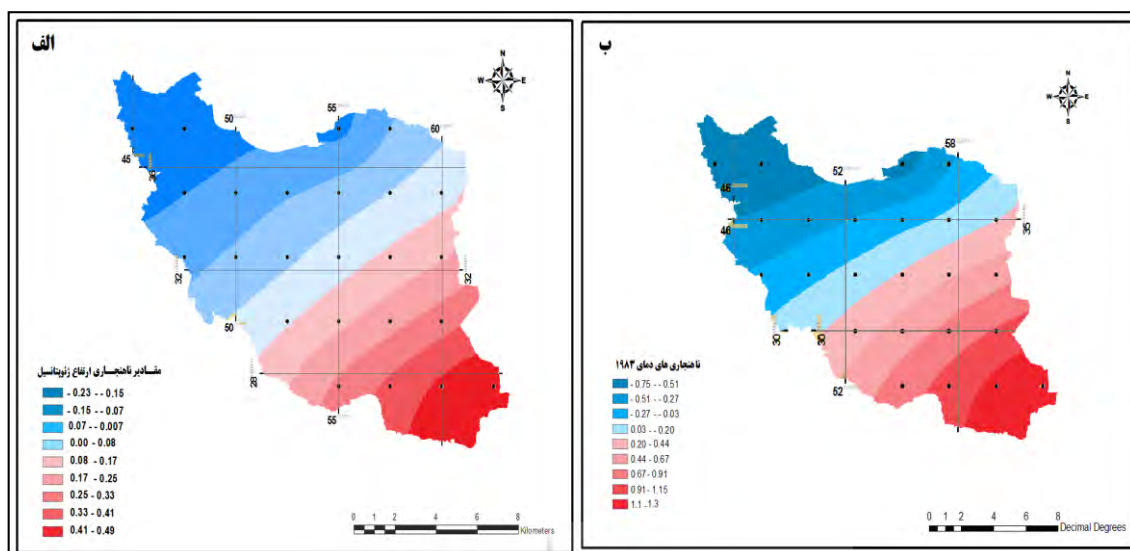 الف
N
W E
S
50
55
60
45
32
32
50
28
55
مقادیر ناهنجاری ارتفاع ژئوپتانسیل
- 0.23 - -0.15
- 0.15 - -0.07
0.07 - -0.007
0.00 - 0.08
0.08 - 0.17
0.17 - 0.25
0.25 - 0.33
0.33 - 0.41
0.41 - 0.49
0 1 2 4 6 8
Kilometers
ب
N
W E
S
52
58
46
46
35
30
30
52
ناهنجاری های دمای ۱۹۸۳
- 0.75 - -0.51
- 0.51 - -0.27
-0.27 - -0.03
0.03 - -0.20
0.20 - 0.44
0.44 - 0.67
0.67- 0.91
0.91- 1.15
1.1 -1.3
0 1 2 4 6 8
Decimal Degrees